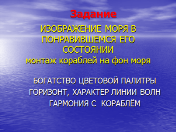 Задание
ИЗОБРАЖЕНИЕ МОРЯ В
ПОНРАВИВШЕМСЯ ЕГО
СОСТОЯНИИ
монтаж кораблей на фон моря
БОГАТСТВО ЦВЕТОВОЙ ПАЛИТРЫ
ГОРИЗОНТ, ХАРАКТЕР ЛИНИИ ВОЛН
ГАРМОНИЯ С КОРАБЛЁМ